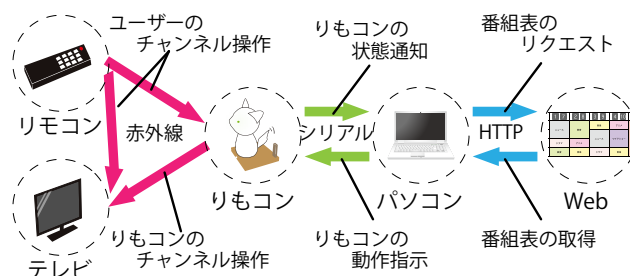 ユーザーの
チャンネル操作
りもコンの
状態通知
番組表の
リクエスト
リモコン
赤外線
シリアル
HTTP
りもコン
パソコン
Web
テレビ
りもコンの
チャンネル操作
りもコンの
動作指示
番組表の取得